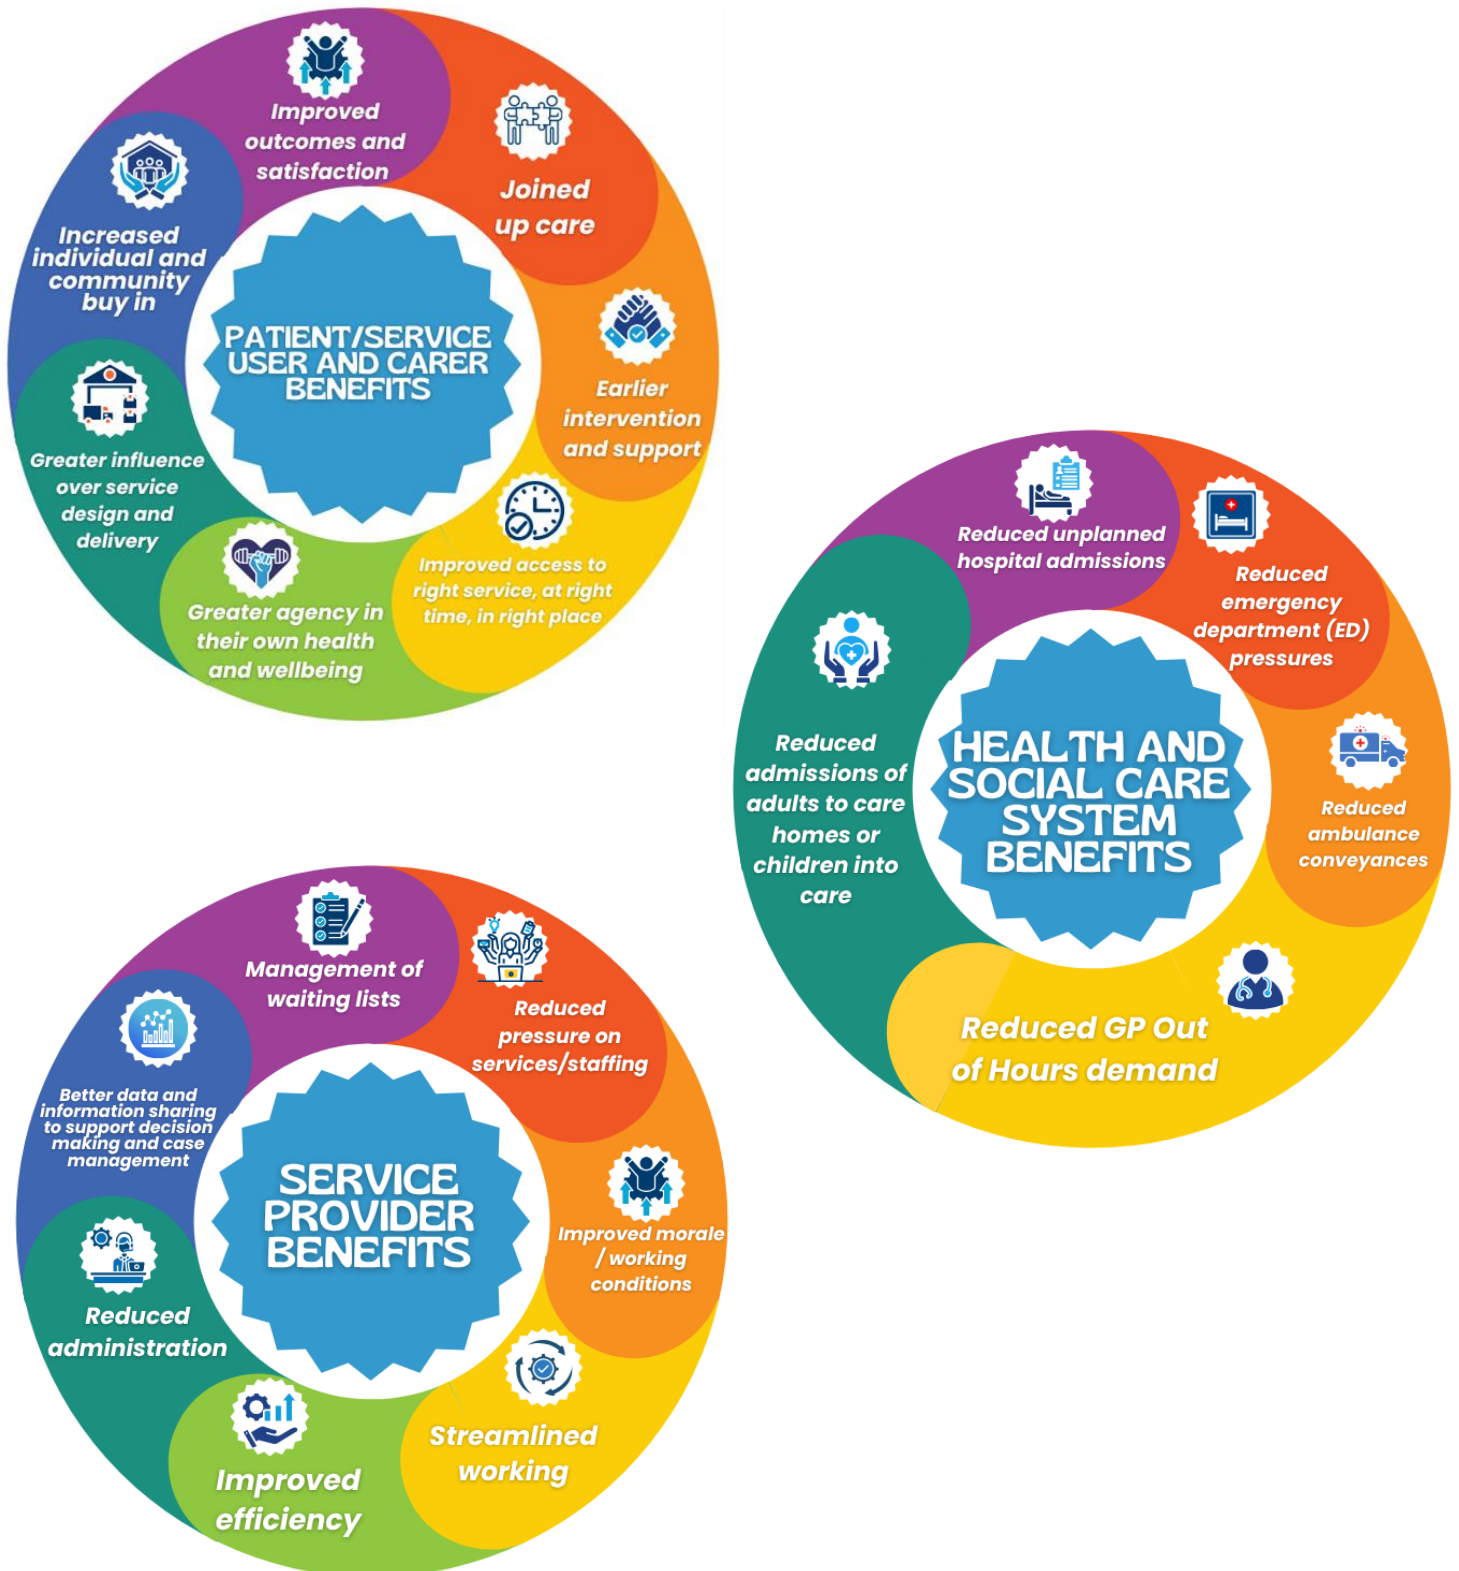 PATIENT/SERVICE
USER AND CARER
BENEFITS
Improved
outcomes and
satisfaction
Joined
up care
Earlier
intervention
and support
Improved access to
right service, at right
time, in right place
Greater agency in
their own health
and wellbeing
Greater influence
over service
design and
delivery
Increased
individual and
community
buy in
HEALTH AND
SOCIAL CARE
SYSTEM
BENEFITS
Reduced unplanned
hospital admissions
Reduced
emergency
department (ED)
pressures
Reduced
ambulance
conveyances
Reduced GP Out
of Hours demand
Reduced
admissions of
adults to care
homes or
children into
care
SERVICE
PROVIDER
BENEFITS
Management of
waiting lists
Reduced
pressure on
services/staffing
Improved morale
/ working
conditions
Streamlined
working
Improved
efficiency
Reduced
administration
Better data and
information sharing
to support decision
making and case
management